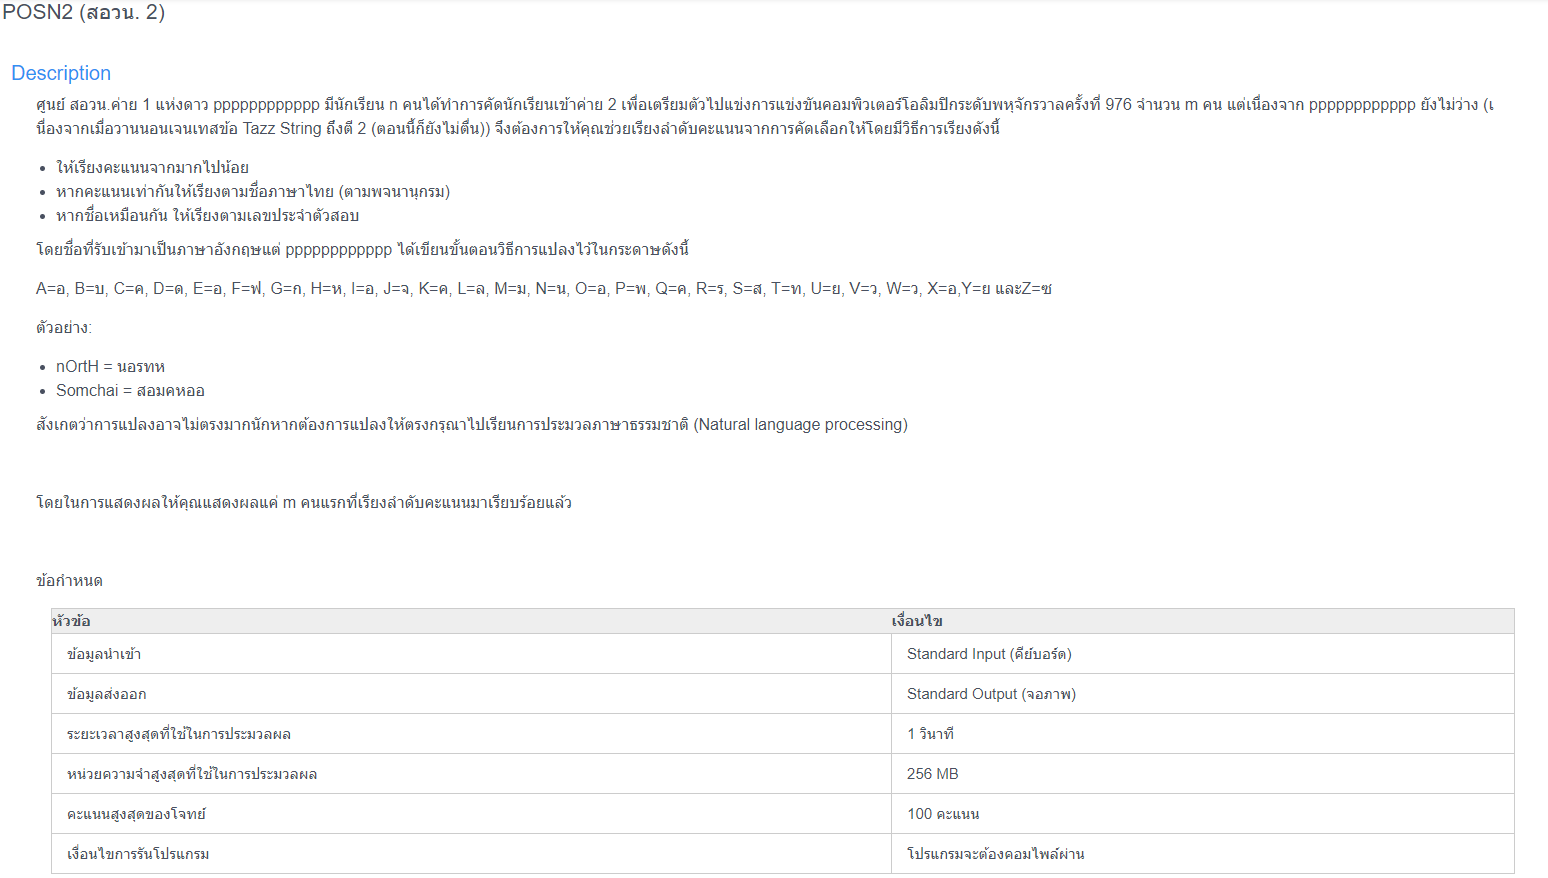 POSN2 (สอวน. 2)
Description
ศูนย์ สอวน.ค่าย 1 แห่งดาว pppppppppppp มีนักเรียน n คนได้ทำการคัดนักเรียนเข้าค่าย 2 เพื่อเตรียมตัวไปแข่งการแข่งขันคอมพิวเตอร์โอลิมปิกระดับพหุจักรวาลครั้งที่ 976 จำนวน m คน แต่เนื่องจาก pppppppppppp ยังไม่ว่าง (เ
นื่องจากเมื่อวานนอนเจนเทสข้อ Tazz String ถึงตี 2 (ตอนนี้ก็ยังไม่ตื่น)) จึงต้องการให้คุณช่วยเรียงลำดับคะแนนจากการคัดเลือกให้โดยมีวิธีการเรียงดังนี้
• ให้เรียงคะแนนจากมากไปน้อย
• หากคะแนนเท่ากันให้เรียงตามชื่อภาษาไทย (ตามพจนานุกรม)
• หากชื่อเหมือนกัน ให้เรียงตามเลขประจำตัวสอบ
โดยชื่อที่รับเข้ามาเป็นภาษาอังกฤษแต่ pppppppppppp ได้เขียนขั้นตอนวิธีการแปลงไว้ในกระดาษดังนี้
A=อ, B=บ, C=ค, D=ด, E=อ, F=ฟ, G=ก, H=ห, I=อ, J=จ, K=ค, L=ล, M=ม, N=น, O=อ, P=พ, Q=ค, R=ร, S=ส, T=ท, U=ย, V=ว, W=ว, X=อ,Y=ย และZ=ซ
ตัวอย่าง:
• nOrtH = นอรทห
• Somchai = สอมคหออ
สังเกตว่าการแปลงอาจไม่ตรงมากนักหากต้องการแปลงให้ตรงกรุณาไปเรียนการประมวลภาษาธรรมชาติ (Natural language processing)
โดยในการแสดงผลให้คุณแสดงผลแค่ m คนแรกที่เรียงลำดับคะแนนมาเรียบร้อยแล้ว
ข้อกำหนด
หัวข้อ เงื่อนไข
ข้อมูลนำเข้า Standard Input (คีย์บอร์ด)
ข้อมูลส่งออก Standard Output (จอภาพ)
ระยะเวลาสูงสุดที่ใช้ในการประมวลผล 1 วินาที
หน่วยความจำสูงสุดที่ใช้ในการประมวลผล 256 MB
คะแนนสูงสุดของโจทย์ 100 คะแนน
เงื่อนไขการรันโปรแกรม โปรแกรมจะต้องคอมไพล์ผ่าน